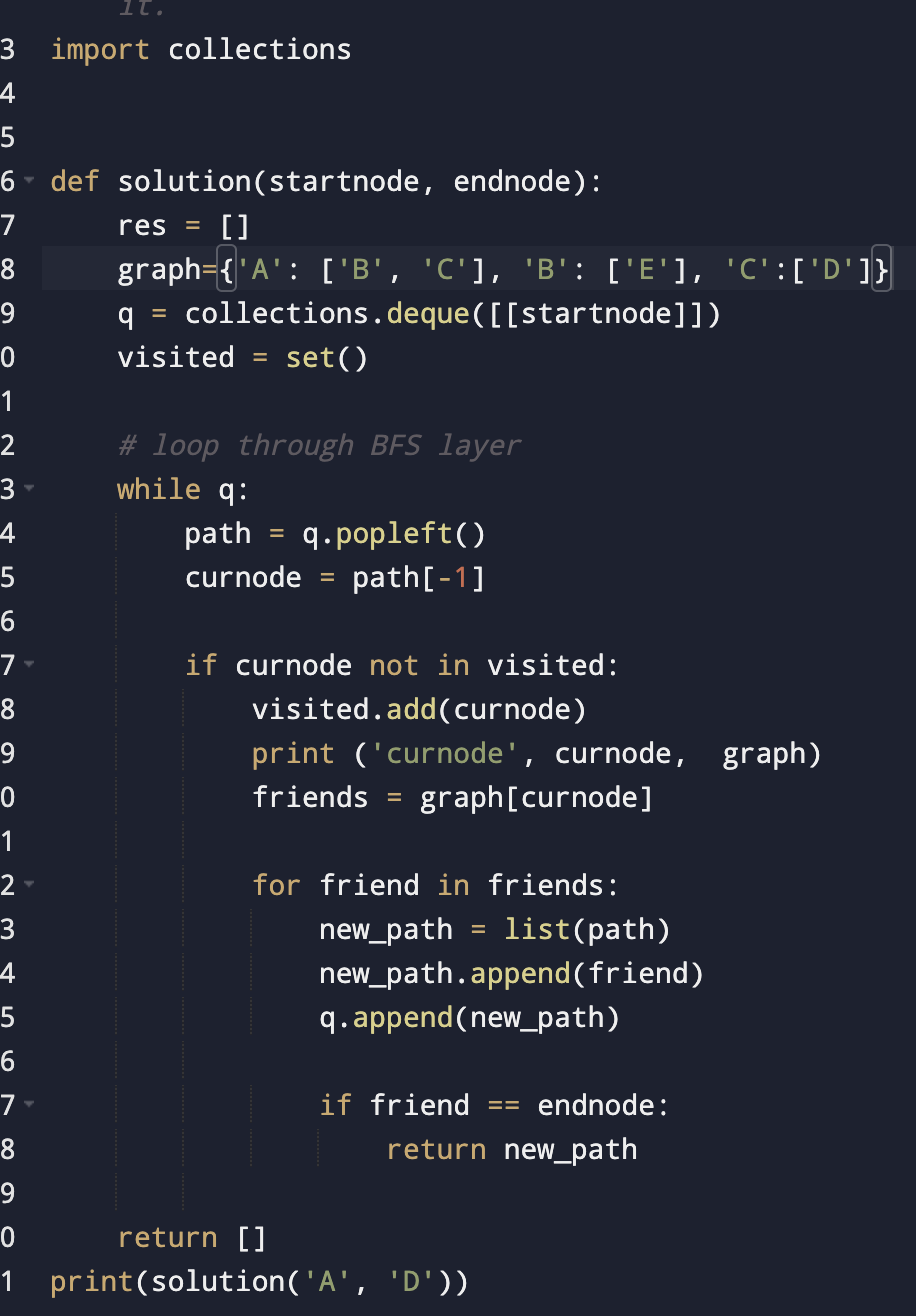 it.
3 import collections
4
5
6 def solution(startnode, endnode):
7     res = []
8     graph={'A': ['B', 'C'], 'B': ['E'], 'C':['D']}
9     q = collections.deque([[startnode]])
0     visited = set()
1
2     # loop through BFS layer
3     while q:
4         path = q.popleft()
5         curnode = path[-1]
6
7         if curnode not in visited:
8             visited.add(curnode)
9             print ('curnode', curnode,  graph)
0             friends = graph[curnode]
1
2             for friend in friends:
3                 new_path = list(path)
4                 new_path.append(friend)
5                 q.append(new_path)
6
7                 if friend == endnode:
8                     return new_path
9
0     return []
1 print(solution('A', 'D'))